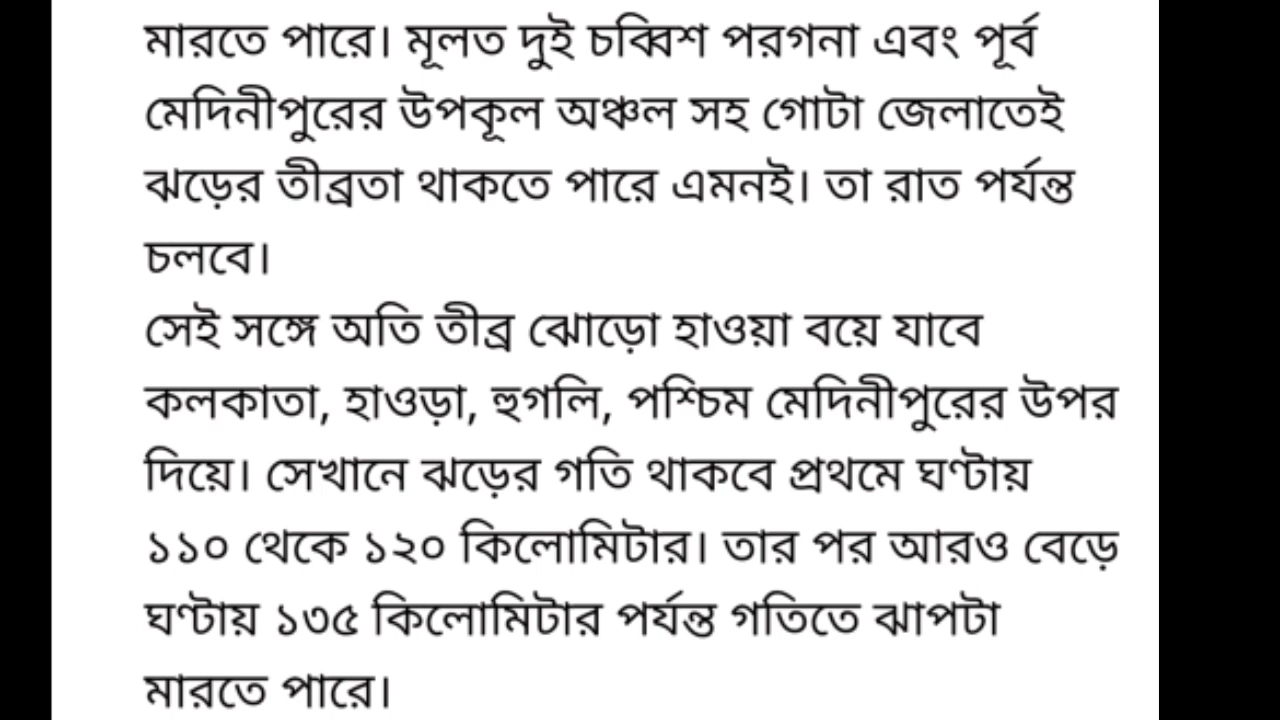 মারতে পারে। মূলত দুই চব্বিশ পরগনা এবং পূর্ব
মেদিনীপুরের উপকূল অঞ্চল সহ গোটা জেলাতেই
ঝড়ের তীব্রতা থাকতে পারে এমনই। তা রাত পর্যন্ত
চলবে।
সেই সঙ্গে অতি তীব্র ঝোড়ো হাওয়া বয়ে যাবে
কলকাতা, হাওড়া, হুগলি, পশ্চিম মেদিনীপুরের উপর
দিয়ে। সেখানে ঝড়ের গতি থাকবে প্রথমে ঘণ্টায়
১১০ থেকে ১২০ কিলোমিটার। তার পর আরও বেড়ে
ঘণ্টায় ১৩৫ কিলোমিটার পর্যন্ত গতিতে ঝাপটা
মারতে পারে।